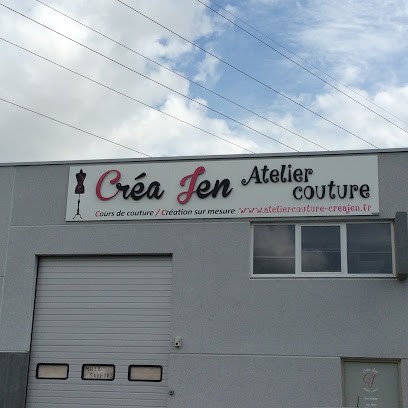 Créa Jen Atelier couture
Cours de couture / Création sur mesure www.ateliercouture-creajen.fr